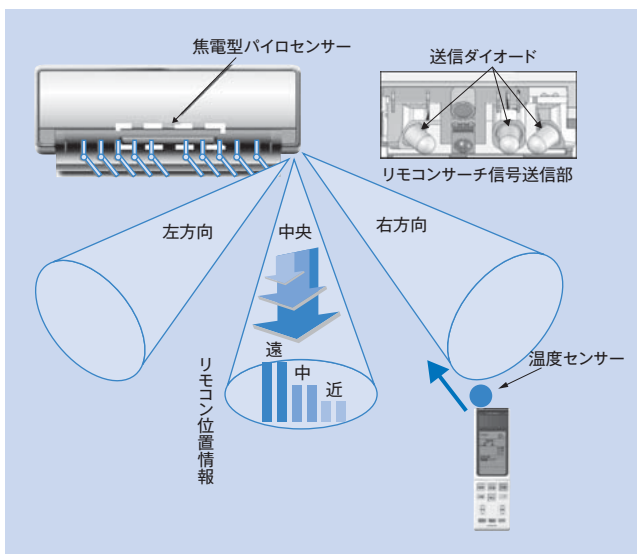 焦電型パイロセンサー
送信ダイオード
リモコンサーチ信号送信部
左方向
中央
右方向
遠
中
近
リモコン位置情報
温度センサー